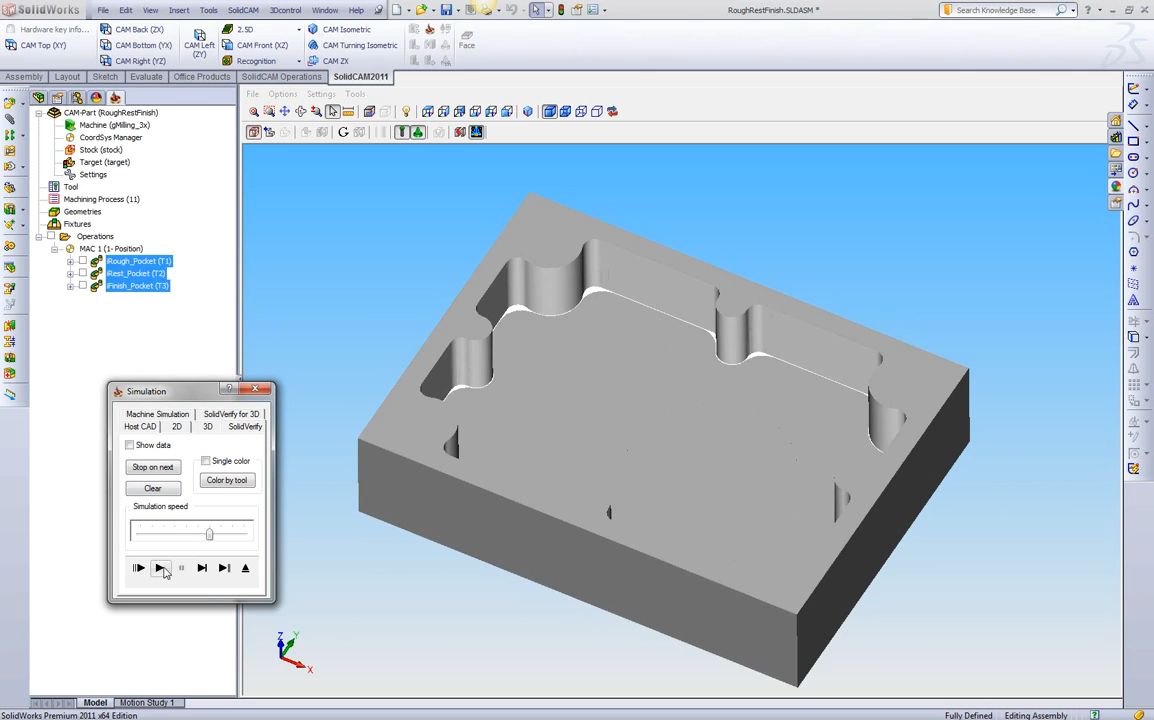 SolidWorks
File Edit View Insert Tools SolidCAM 3Dcontrol Window Help
RoughRestFinish.SLDASM *
Search Knowledge Base
Hardware key info...
CAM Top (XY)
CAM Back (ZX)
CAM Bottom (YX)
CAM Right (YZ)
CAM Left (ZY)
2.5D
CAM Front (XZ)
Recognition
CAM Isometric
CAM Turning Isometric
CAM ZX
Face
Assembly Layout Sketch Evaluate Office Products SolidCAM Operations SolidCAM2011
File Options Settings Tools
CAM-Part (RoughRestFinish)
Machine (gMilling_3x)
CoordSys Manager
Stock (stock)
Target (target)
Settings
Tool
Machining Process (11)
Geometries
Fixtures
Operations
MAC 1 (1- Position)
iRough_Pocket (T1)
iRest_Pocket (T2)
iFinish_Pocket (T3)
Simulation
Machine Simulation SolidVerify for 3D
Host CAD 2D 3D SolidVerify
Show data
Stop on next
Single color
Clear
Color by tool
Simulation speed
Z
Y
X
Model Motion Study 1
SolidWorks Premium 2011 x64 Edition
Fully Defined
Editing Assembly